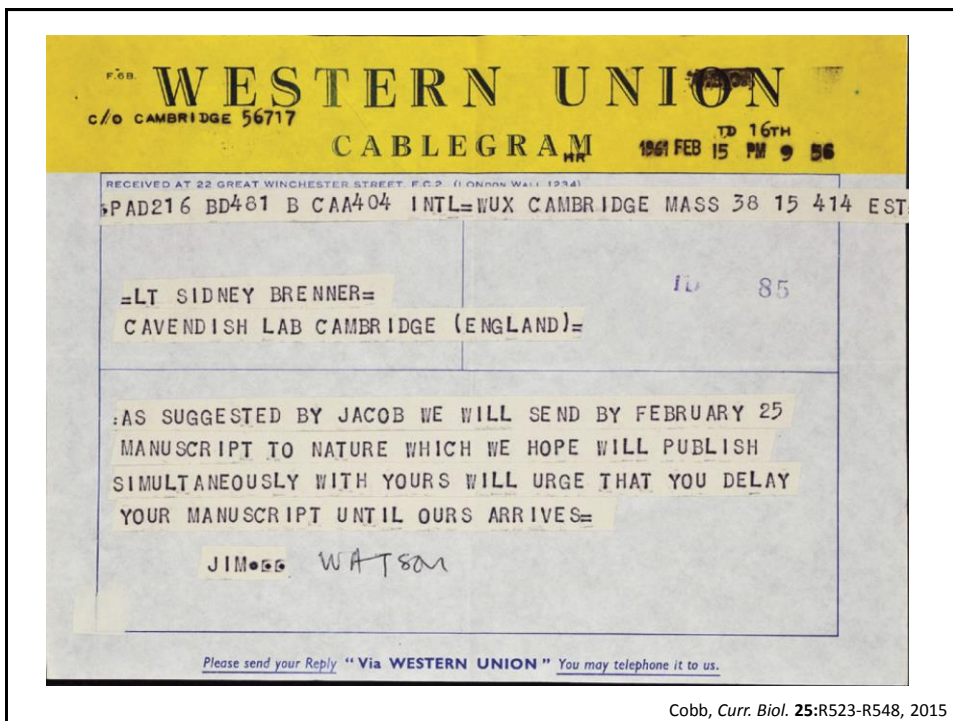 F.6B.
WESTERN UNION
c/o CAMBRIDGE 56717
TD 16TH
CABLEGRAM HR 1961 FEB 15 PM 9 56
RECEIVED AT 22 GREAT WINCHESTER STREET, E.C.2. (LONDON WALL 1234)
PAD216 BD481 B CAA404 INTL=WUX CAMBRIDGE MASS 38 15 414 EST
85
=LT SIDNEY BRENNER=
CAVENDISH LAB CAMBRIDGE (ENGLAND)=
:AS SUGGESTED BY JACOB WE WILL SEND BY FEBRUARY 25
MANUSCRIPT TO NATURE WHICH WE HOPE WILL PUBLISH
SIMULTANEOUSLY WITH YOURS WILL URGE THAT YOU DELAY
YOUR MANUSCRIPT UNTIL OURS ARRIVES=
JIM WATSON
Please send your Reply "Via WESTERN UNION" You may telephone it to us.
Cobb, Curr. Biol. 25:R523-R548, 2015